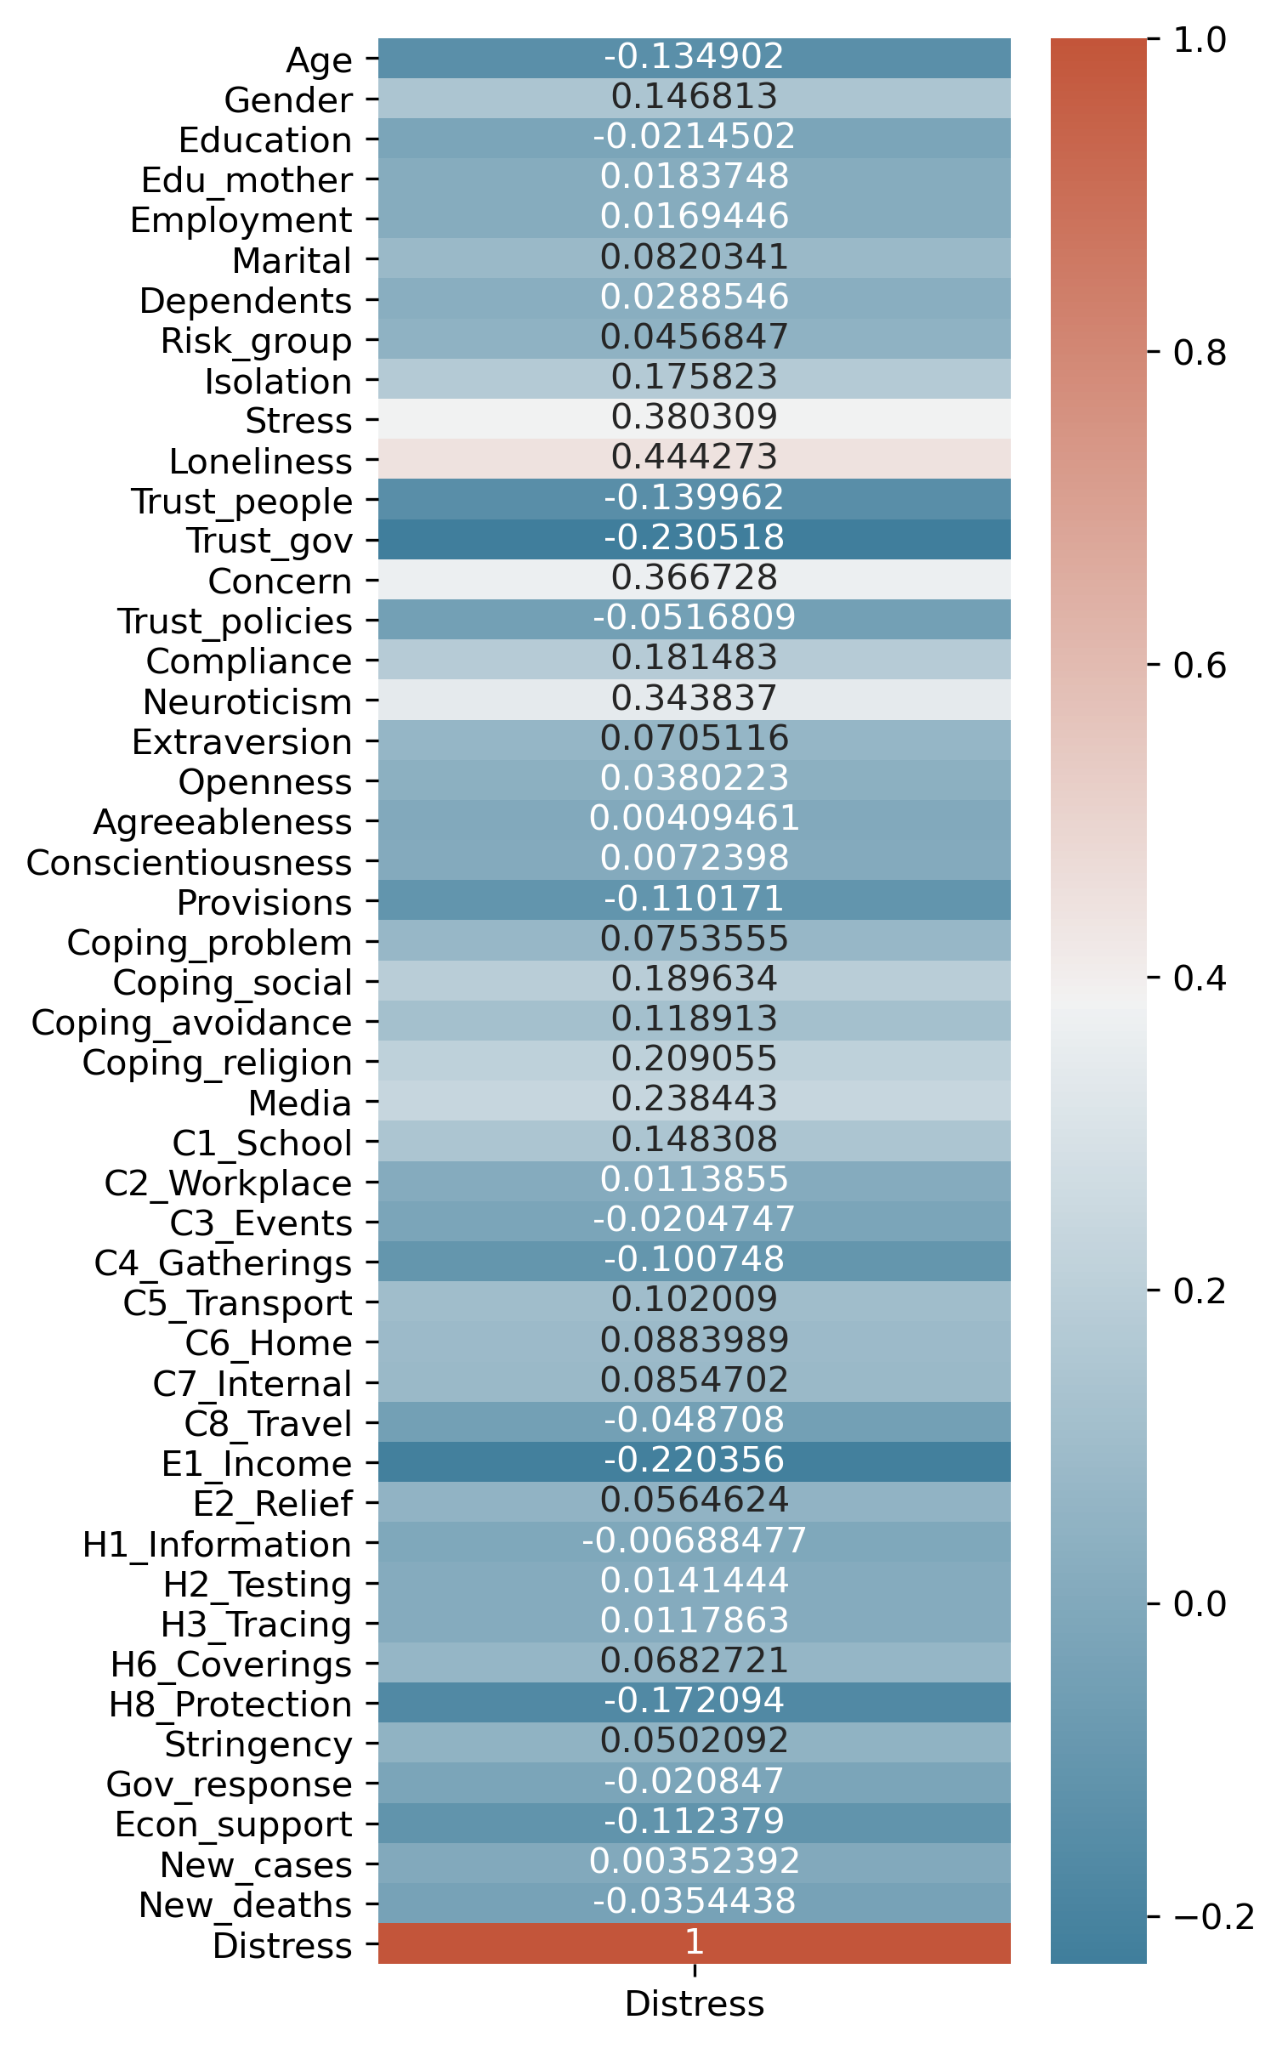 Age -0.134902
Gender 0.146813
Education -0.0214502
Edu_mother 0.0183748
Employment 0.0169446
Marital 0.0820341
Dependents 0.0288546
Risk_group 0.0456847
Isolation 0.175823
Stress 0.380309
Loneliness 0.444273
Trust_people -0.139962
Trust_gov -0.230518
Concern 0.366728
Trust_policies -0.0516809
Compliance 0.181483
Neuroticism 0.343837
Extraversion 0.0705116
Openness 0.0380223
Agreeableness 0.00409461
Conscientiousness 0.0072398
Provisions -0.110171
Coping_problem 0.0753555
Coping_social 0.189634
Coping_avoidance 0.118913
Coping_religion 0.209055
Media 0.238443
C1_School 0.148308
C2_Workplace 0.0113855
C3_Events -0.0204747
C4_Gatherings -0.100748
C5_Transport 0.102009
C6_Home 0.0883989
C7_Internal 0.0854702
C8_Travel -0.048708
E1_Income -0.220356
E2_Relief 0.0564624
H1_Information -0.00688477
H2_Testing 0.0141444
H3_Tracing 0.0117863
H6_Coverings 0.0682721
H8_Protection -0.172094
Stringency 0.0502092
Gov_response -0.020847
Econ_support -0.112379
New_cases 0.00352392
New_deaths -0.0354438
Distress 1
Distress
1.0
0.8
0.6
0.4
0.2
0.0
−0.2